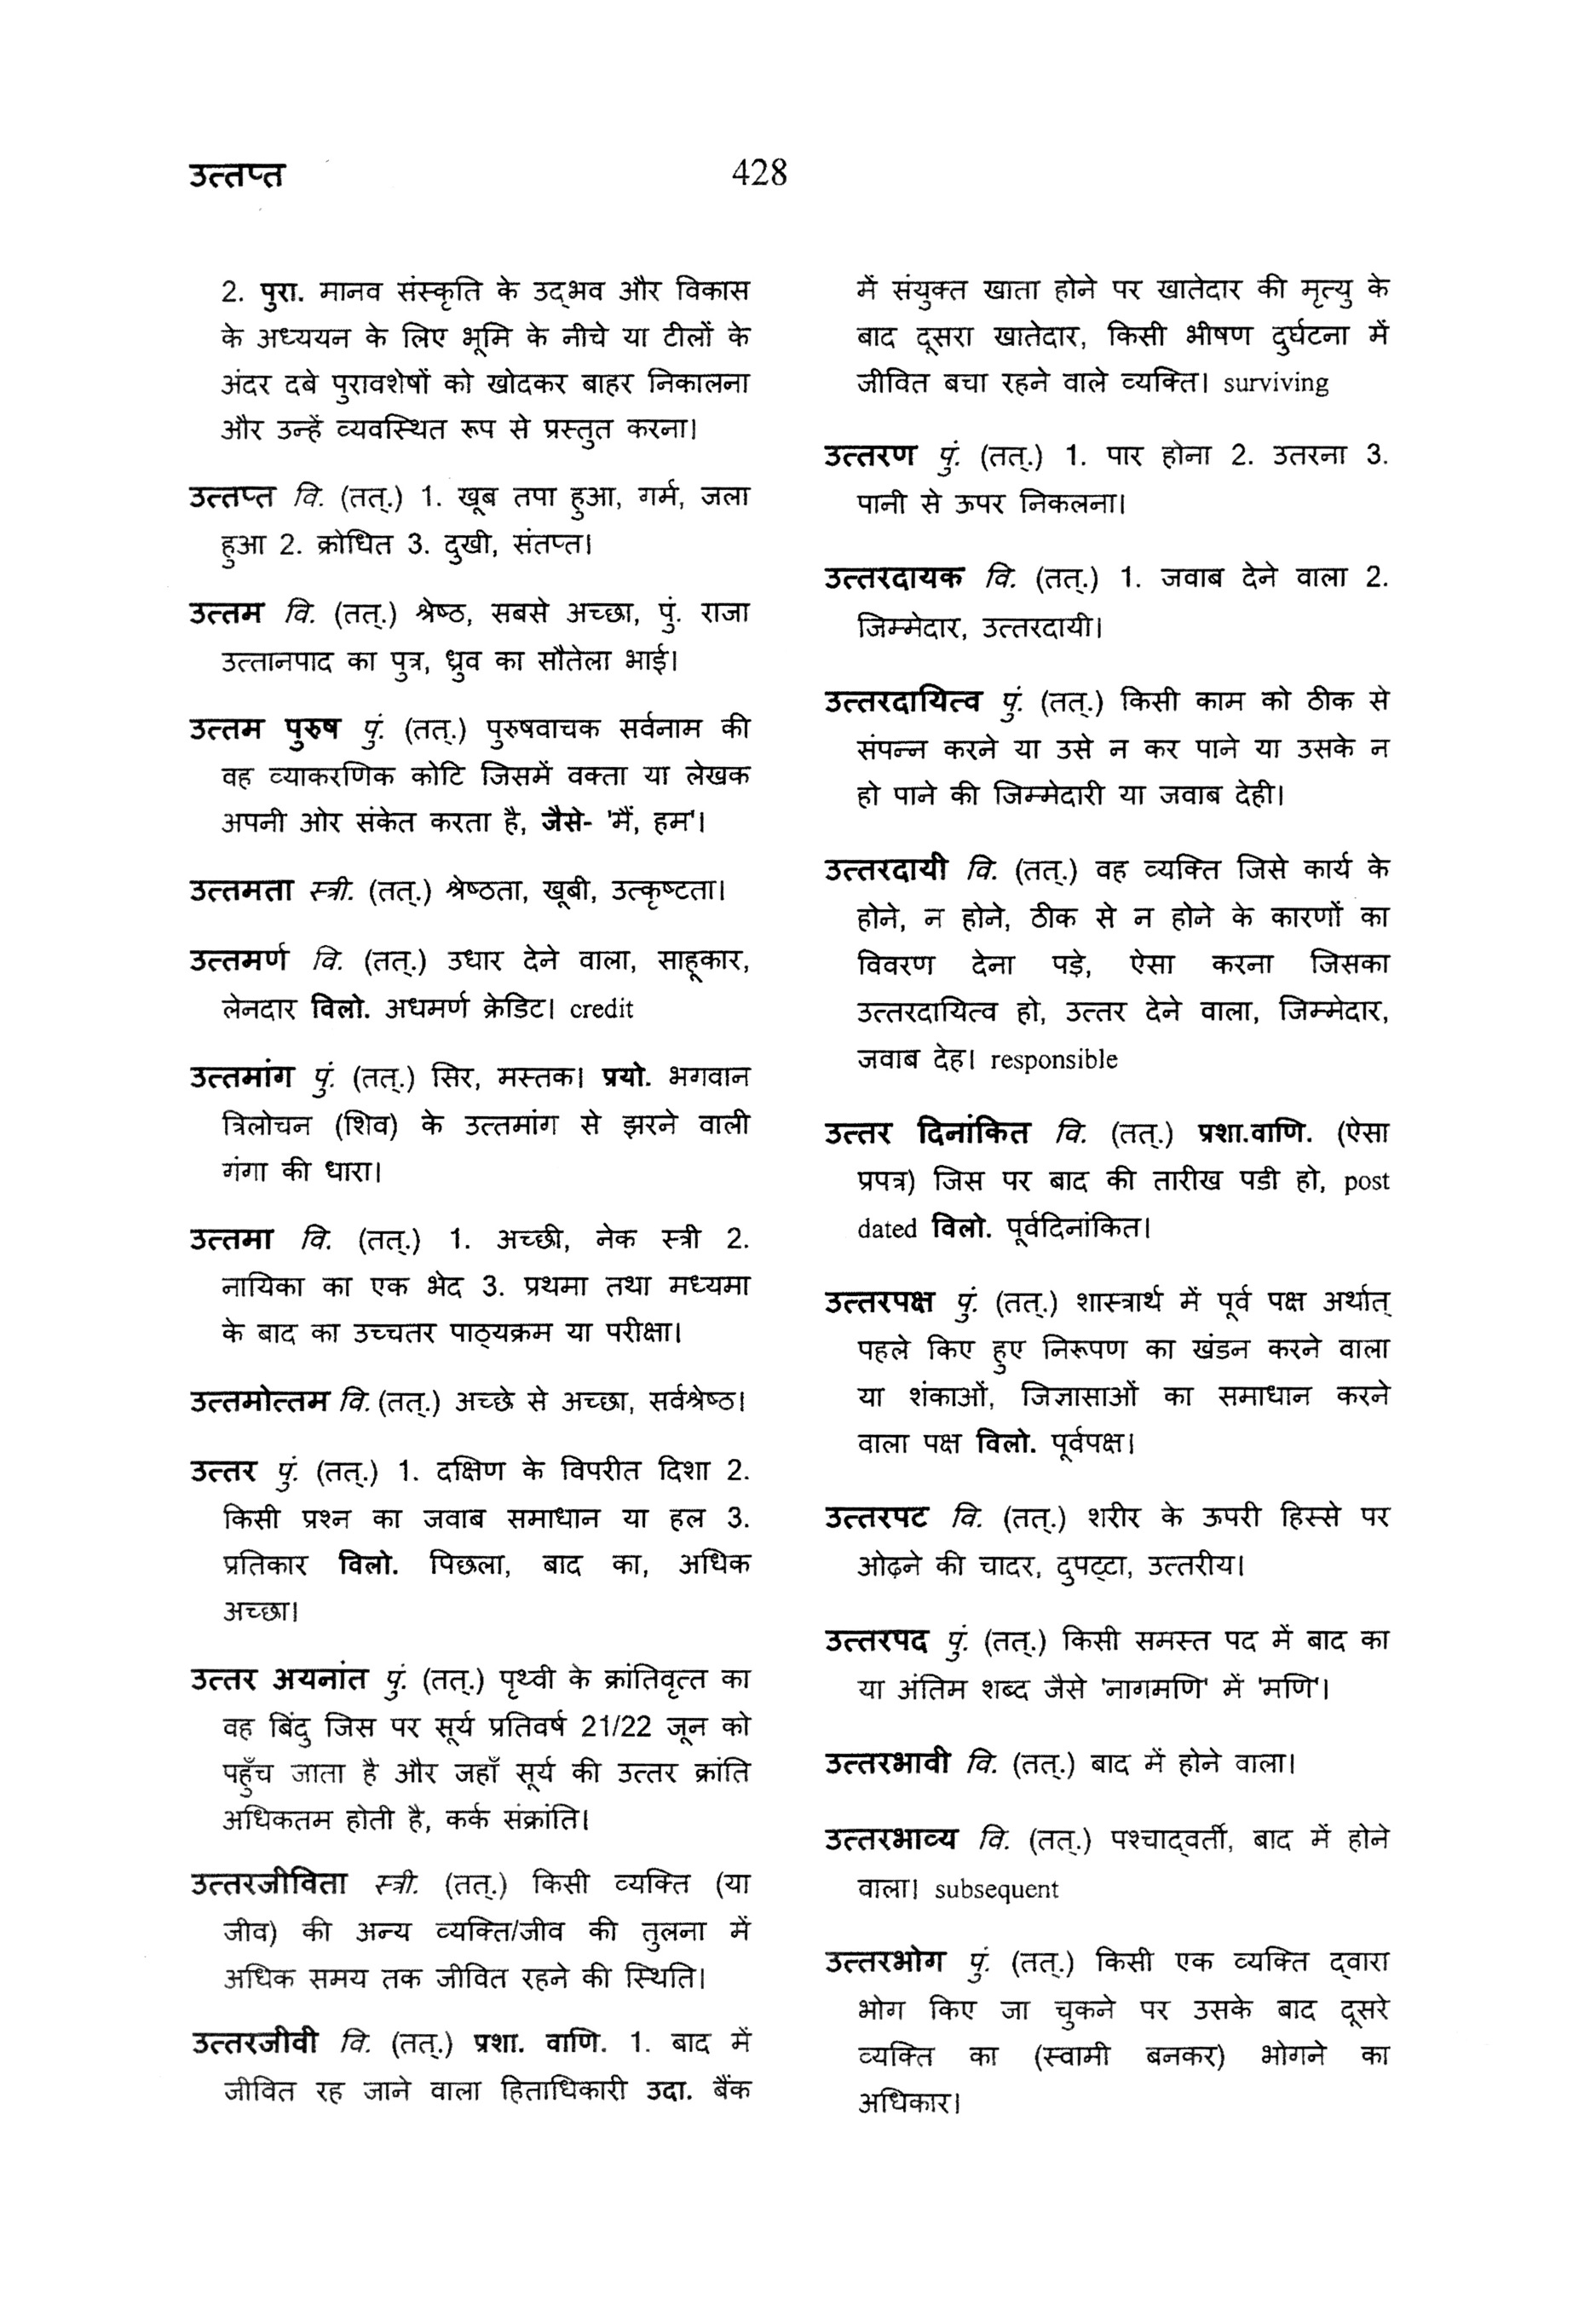 उत्तप्त
428
2. पुरा. मानव संस्कृति के उद्‌भव और विकास
के अध्ययन के लिए भूमि के नीचे या टीलों के
अंदर दबे पुरावशेषों को खोदकर बाहर निकालना
और उन्हें व्यवस्थित रूप से प्रस्तुत करना।
उत्तप्त वि. (तत्.) 1. खूब तपा हुआ, गर्म, जला
हुआ 2. क्रोधित 3. दुखी, संतप्त।
उत्तम वि. (तत्.) श्रेष्ठ, सबसे अच्छा, पुं. राजा
उत्तानपाद का पुत्र, ध्रुव का सौतेला भाई।
उत्तम पुरुष पुं. (तत्.) पुरुषवाचक सर्वनाम की
वह व्याकरणिक कोटि जिसमें वक्ता या लेखक
अपनी ओर संकेत करता है, जैसे- 'मैं, हम'।
उत्तमता स्त्री. (तत्.) श्रेष्ठता, खूबी, उत्कृष्टता।
उत्तमर्ण वि. (तत्.) उधार देने वाला, साहूकार,
लेनदार विलो. अधमर्ण क्रेडिट। credit
उत्तमांग पुं. (तत्.) सिर, मस्तक। प्रयो. भगवान
त्रिलोचन (शिव) के उत्तमांग से झरने वाली
गंगा की धारा।
उत्तमा वि. (तत्.) 1. अच्छी, नेक स्त्री 2.
नायिका का एक भेद 3. प्रथमा तथा मध्यमा
के बाद का उच्चतर पाठ्यक्रम या परीक्षा।
उत्तमोत्तम वि. (तत्.) अच्छे से अच्छा, सर्वश्रेष्ठ।
उत्तर पुं. (तत्.) 1. दक्षिण के विपरीत दिशा 2.
किसी प्रश्न का जवाब समाधान या हल 3.
प्रतिकार विलो. पिछला, बाद का, अधिक
अच्छा।
उत्तर अयनांत पुं. (तत्.) पृथ्वी के क्रांतिवृत्त का
वह बिंदु जिस पर सूर्य प्रतिवर्ष 21/22 जून को
पहुँच जाता है और जहाँ सूर्य की उत्तर क्रांति
अधिकतम होती है, कर्क संक्रांति।
उत्तरजीविता स्त्री. (तत्.) किसी व्यक्ति (या
जीव) की अन्य व्यक्ति/जीव की तुलना में
अधिक समय तक जीवित रहने की स्थिति।
उत्तरजीवी वि. (तत्.) प्रशा. वाणि. 1. बाद में
जीवित रह जाने वाला हिताधिकारी उदा. बैंक
में संयुक्त खाता होने पर खातेदार की मृत्यु के
बाद दूसरा खातेदार, किसी भीषण दुर्घटना में
जीवित बचा रहने वाले व्यक्ति। surviving
उत्तरण पुं. (तत्.) 1. पार होना 2. उतरना 3.
पानी से ऊपर निकलना।
उत्तरदायक वि. (तत्.) 1. जवाब देने वाला 2.
जिम्मेदार, उत्तरदायी।
उत्तरदायित्व पुं. (तत्.) किसी काम को ठीक से
संपन्न करने या उसे न कर पाने या उसके न
हो पाने की जिम्मेदारी या जवाब देही।
उत्तरदायी वि. (तत्.) वह व्यक्ति जिसे कार्य के
होने, न होने, ठीक से न होने के कारणों का
विवरण देना पड़े, ऐसा करना जिसका
उत्तरदायित्व हो, उत्तर देने वाला, जिम्मेदार,
जवाब देह। responsible
उत्तर दिनांकित वि. (तत्.) प्रशा.वाणि. (ऐसा
प्रपत्र) जिस पर बाद की तारीख पडी हो, post
dated विलो. पूर्वदिनांकित।
उत्तरपक्ष पुं. (तत्.) शास्त्रार्थ में पूर्व पक्ष अर्थात्
पहले किए हुए निरूपण का खंडन करने वाला
या शंकाओं, जिज्ञासाओं का समाधान करने
वाला पक्ष विलो. पूर्वपक्ष।
उत्तरपट वि. (तत्.) शरीर के ऊपरी हिस्से पर
ओढ़ने की चादर, दुपट्‌टा, उत्तरीय।
उत्तरपद पुं. (तत्.) किसी समस्त पद में बाद का
या अंतिम शब्द जैसे 'नागमणि' में 'मणि'।
उत्तरभावी वि. (तत्.) बाद में होने वाला।
उत्तरभाव्य वि. (तत्.) पश्चाद्‌वर्ती, बाद में होने
वाला। subsequent
उत्तरभोग पुं. (तत्.) किसी एक व्यक्ति द्‌वारा
भोग किए जा चुकने पर उसके बाद दूसरे
व्यक्ति का (स्वामी बनकर) भोगने का
अधिकार।